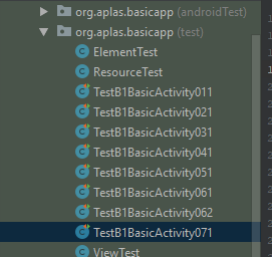 org.aplas.basicapp (androidTest)
org.aplas.basicapp (test)
ElementTest
ResourceTest
TestB1BasicActivity011
TestB1BasicActivity021
TestB1BasicActivity031
TestB1BasicActivity041
TestB1BasicActivity051
TestB1BasicActivity061
TestB1BasicActivity062
TestB1BasicActivity071
ViewTest